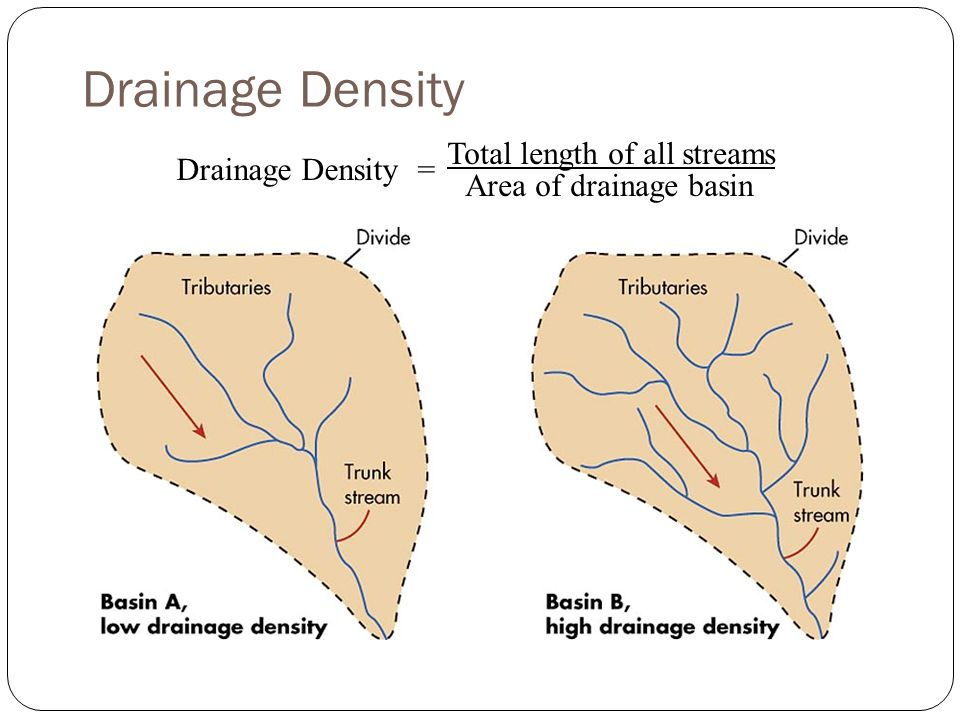 Drainage Density
Drainage Density = Total length of all streams
Area of drainage basin
Divide
Tributaries
Trunk
stream
Basin A,
low drainage density
Divide
Tributaries
Trunk
stream
Basin B,
high drainage density